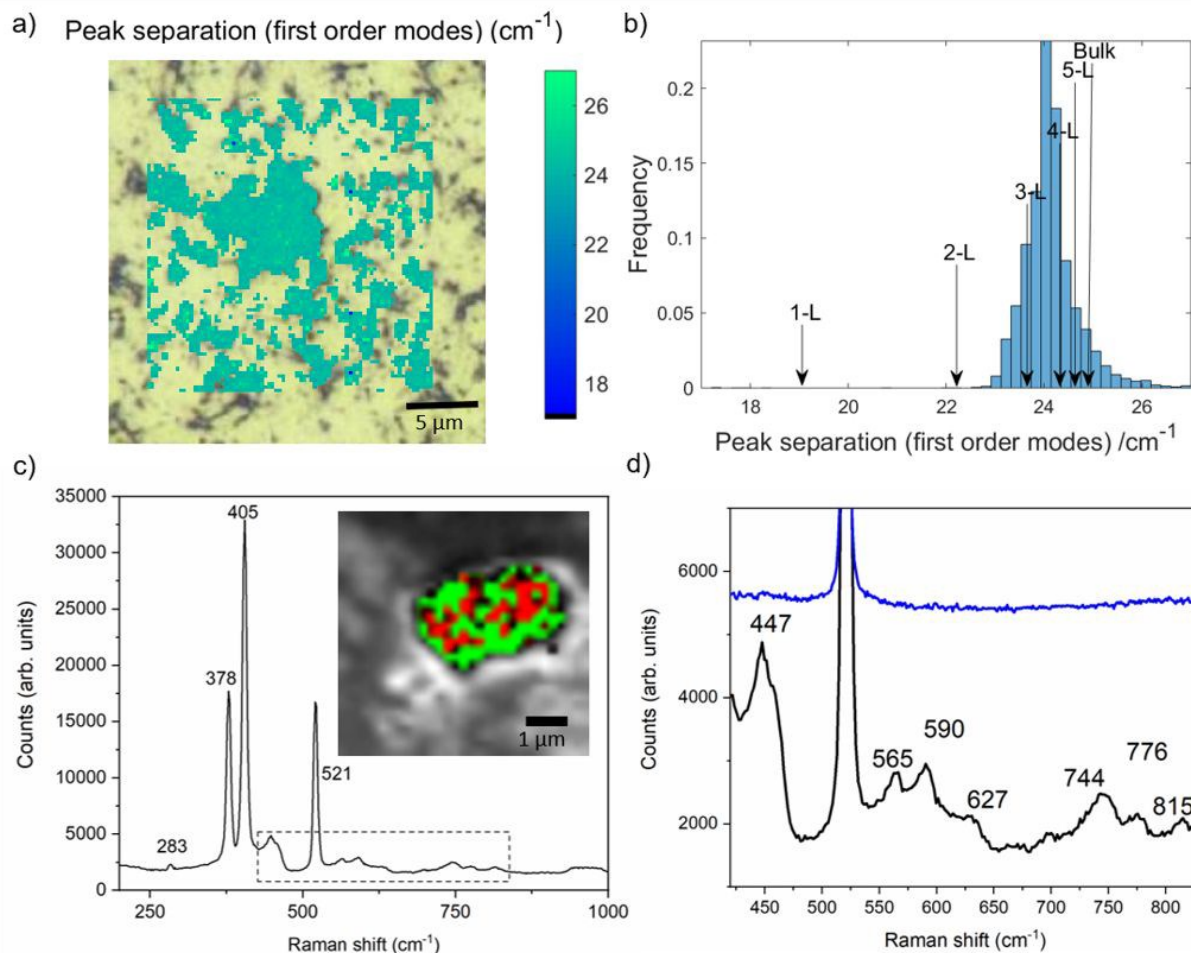 a)
Peak separation (first order modes) (cm⁻¹)
26
24
22
20
18
5 µm
b)
Bulk
5-L
4-L
3-L
2-L
1-L
0.2
0.15
0.1
0.05
0
Frequency
18
20
22
24
26
Peak separation (first order modes) /cm⁻¹
c)
35000
30000
25000
20000
15000
10000
5000
0
Counts (arb. units)
405
378
521
283
1 µm
250
500
750
1000
Raman shift (cm⁻¹)
d)
6000
4000
2000
Counts (arb. units)
447
565
590
627
744
776
815
450
500
550
600
650
700
750
800
Raman shift (cm⁻¹)